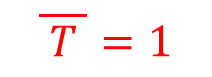 T̅ = 1